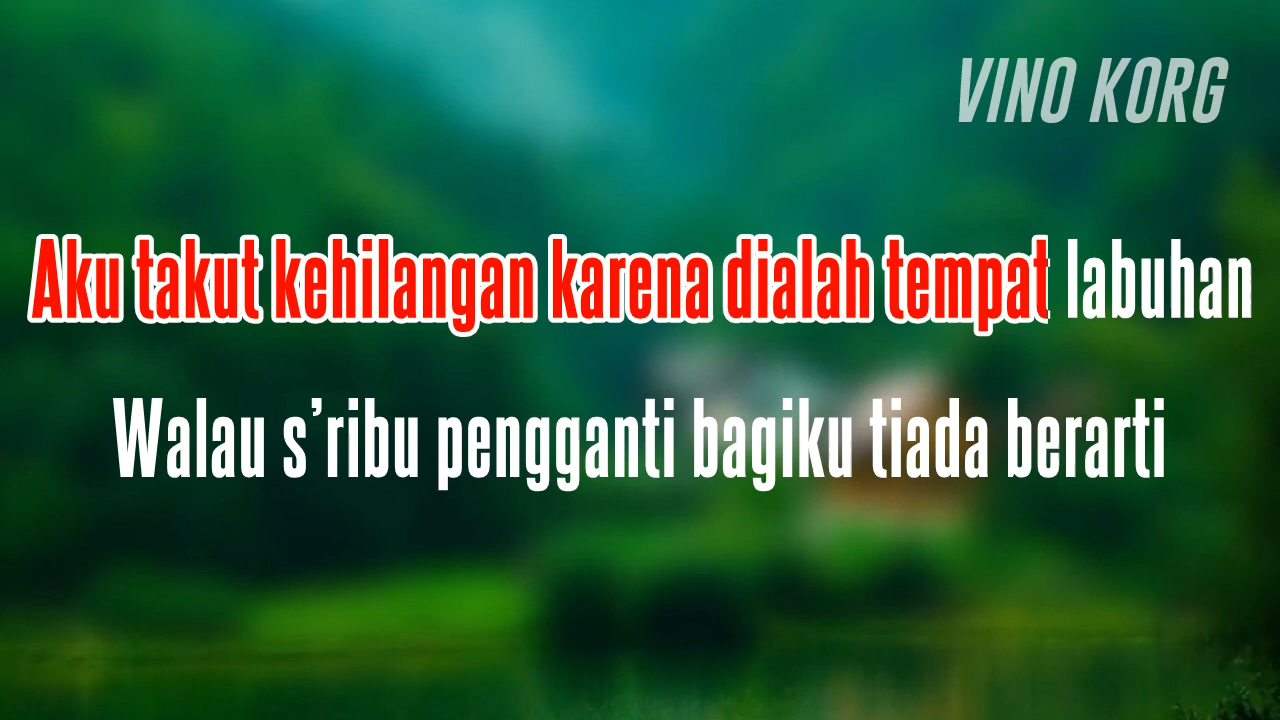 VINO KORG
Aku takut kehilangan karena dialah tempat labuhan
Walau s’ribu pengganti bagiku tiada berarti